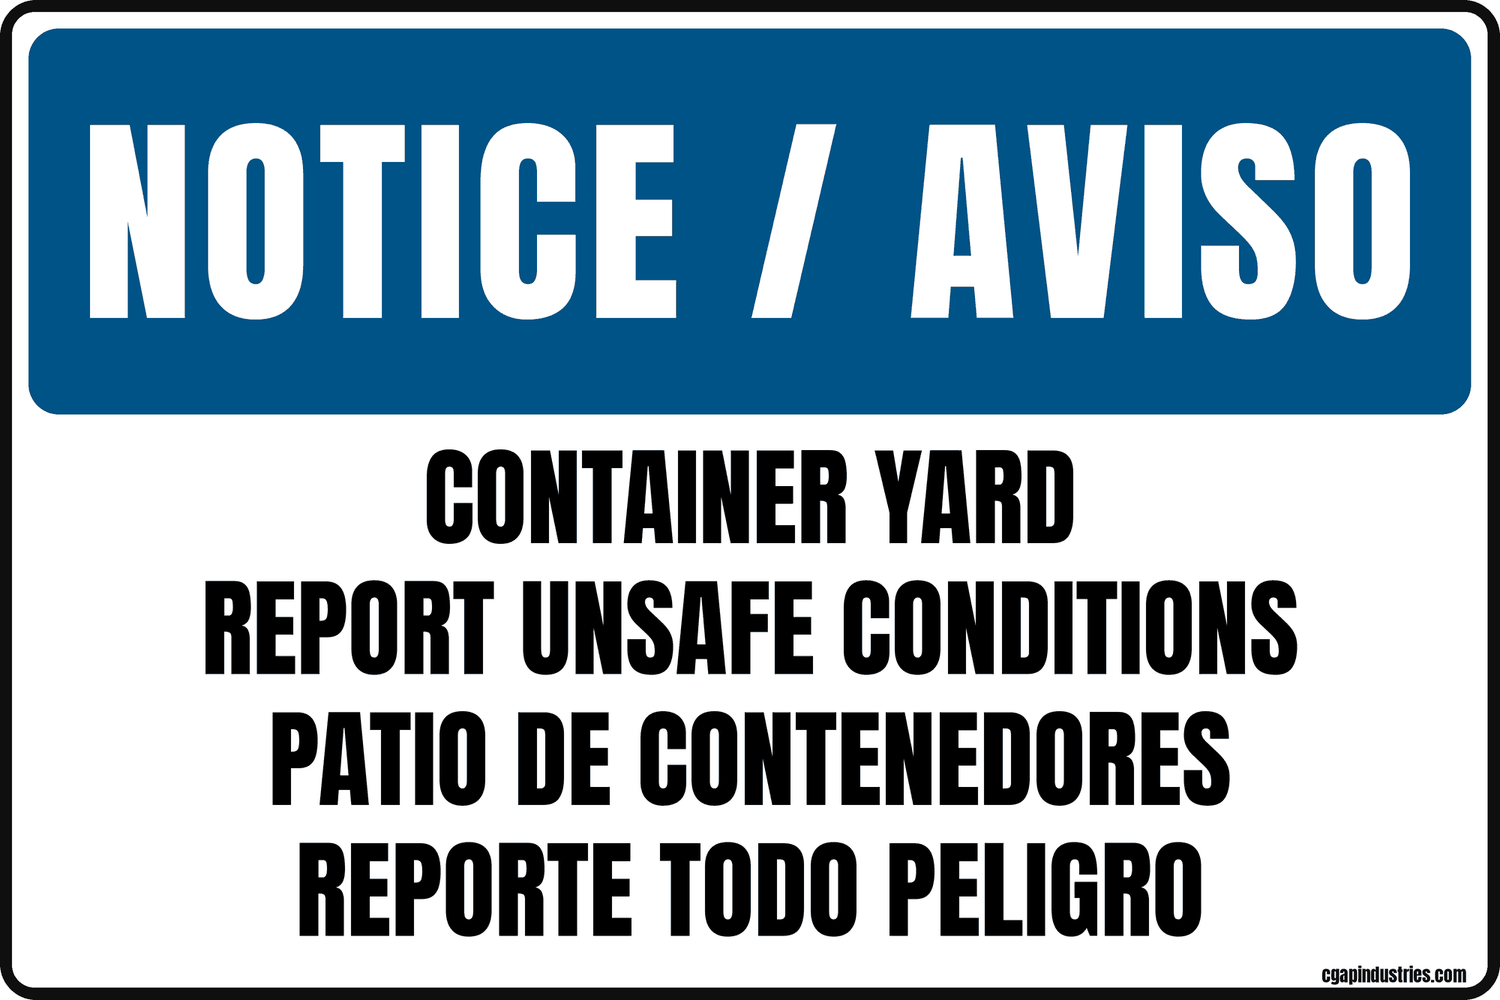 NOTICE / AVISO
CONTAINER YARD
REPORT UNSAFE CONDITIONS
PATIO DE CONTENEDORES
REPORTE TODO PELIGRO
cgapindustries.com